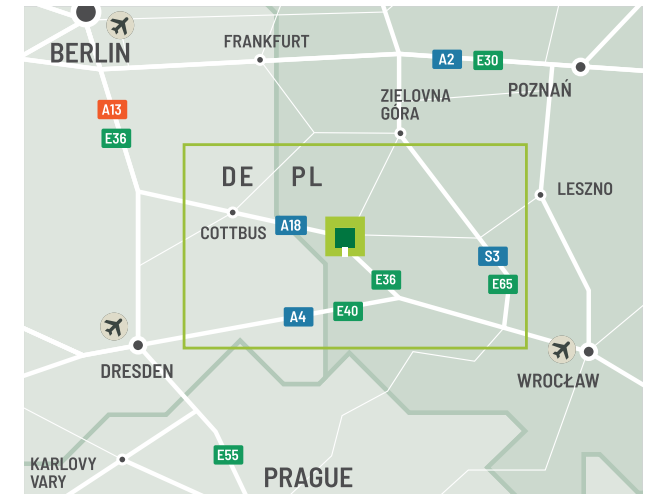 BERLIN
FRANKFURT
A2
E30
POZNAŃ
ZIELOVNA
GÓRA
A13
E36
DE
PL
LESZNO
COTTBUS
A18
S3
E36
E65
A4
E40
DRESDEN
WROCŁAW
E55
KARLOVY
VARY
PRAGUE